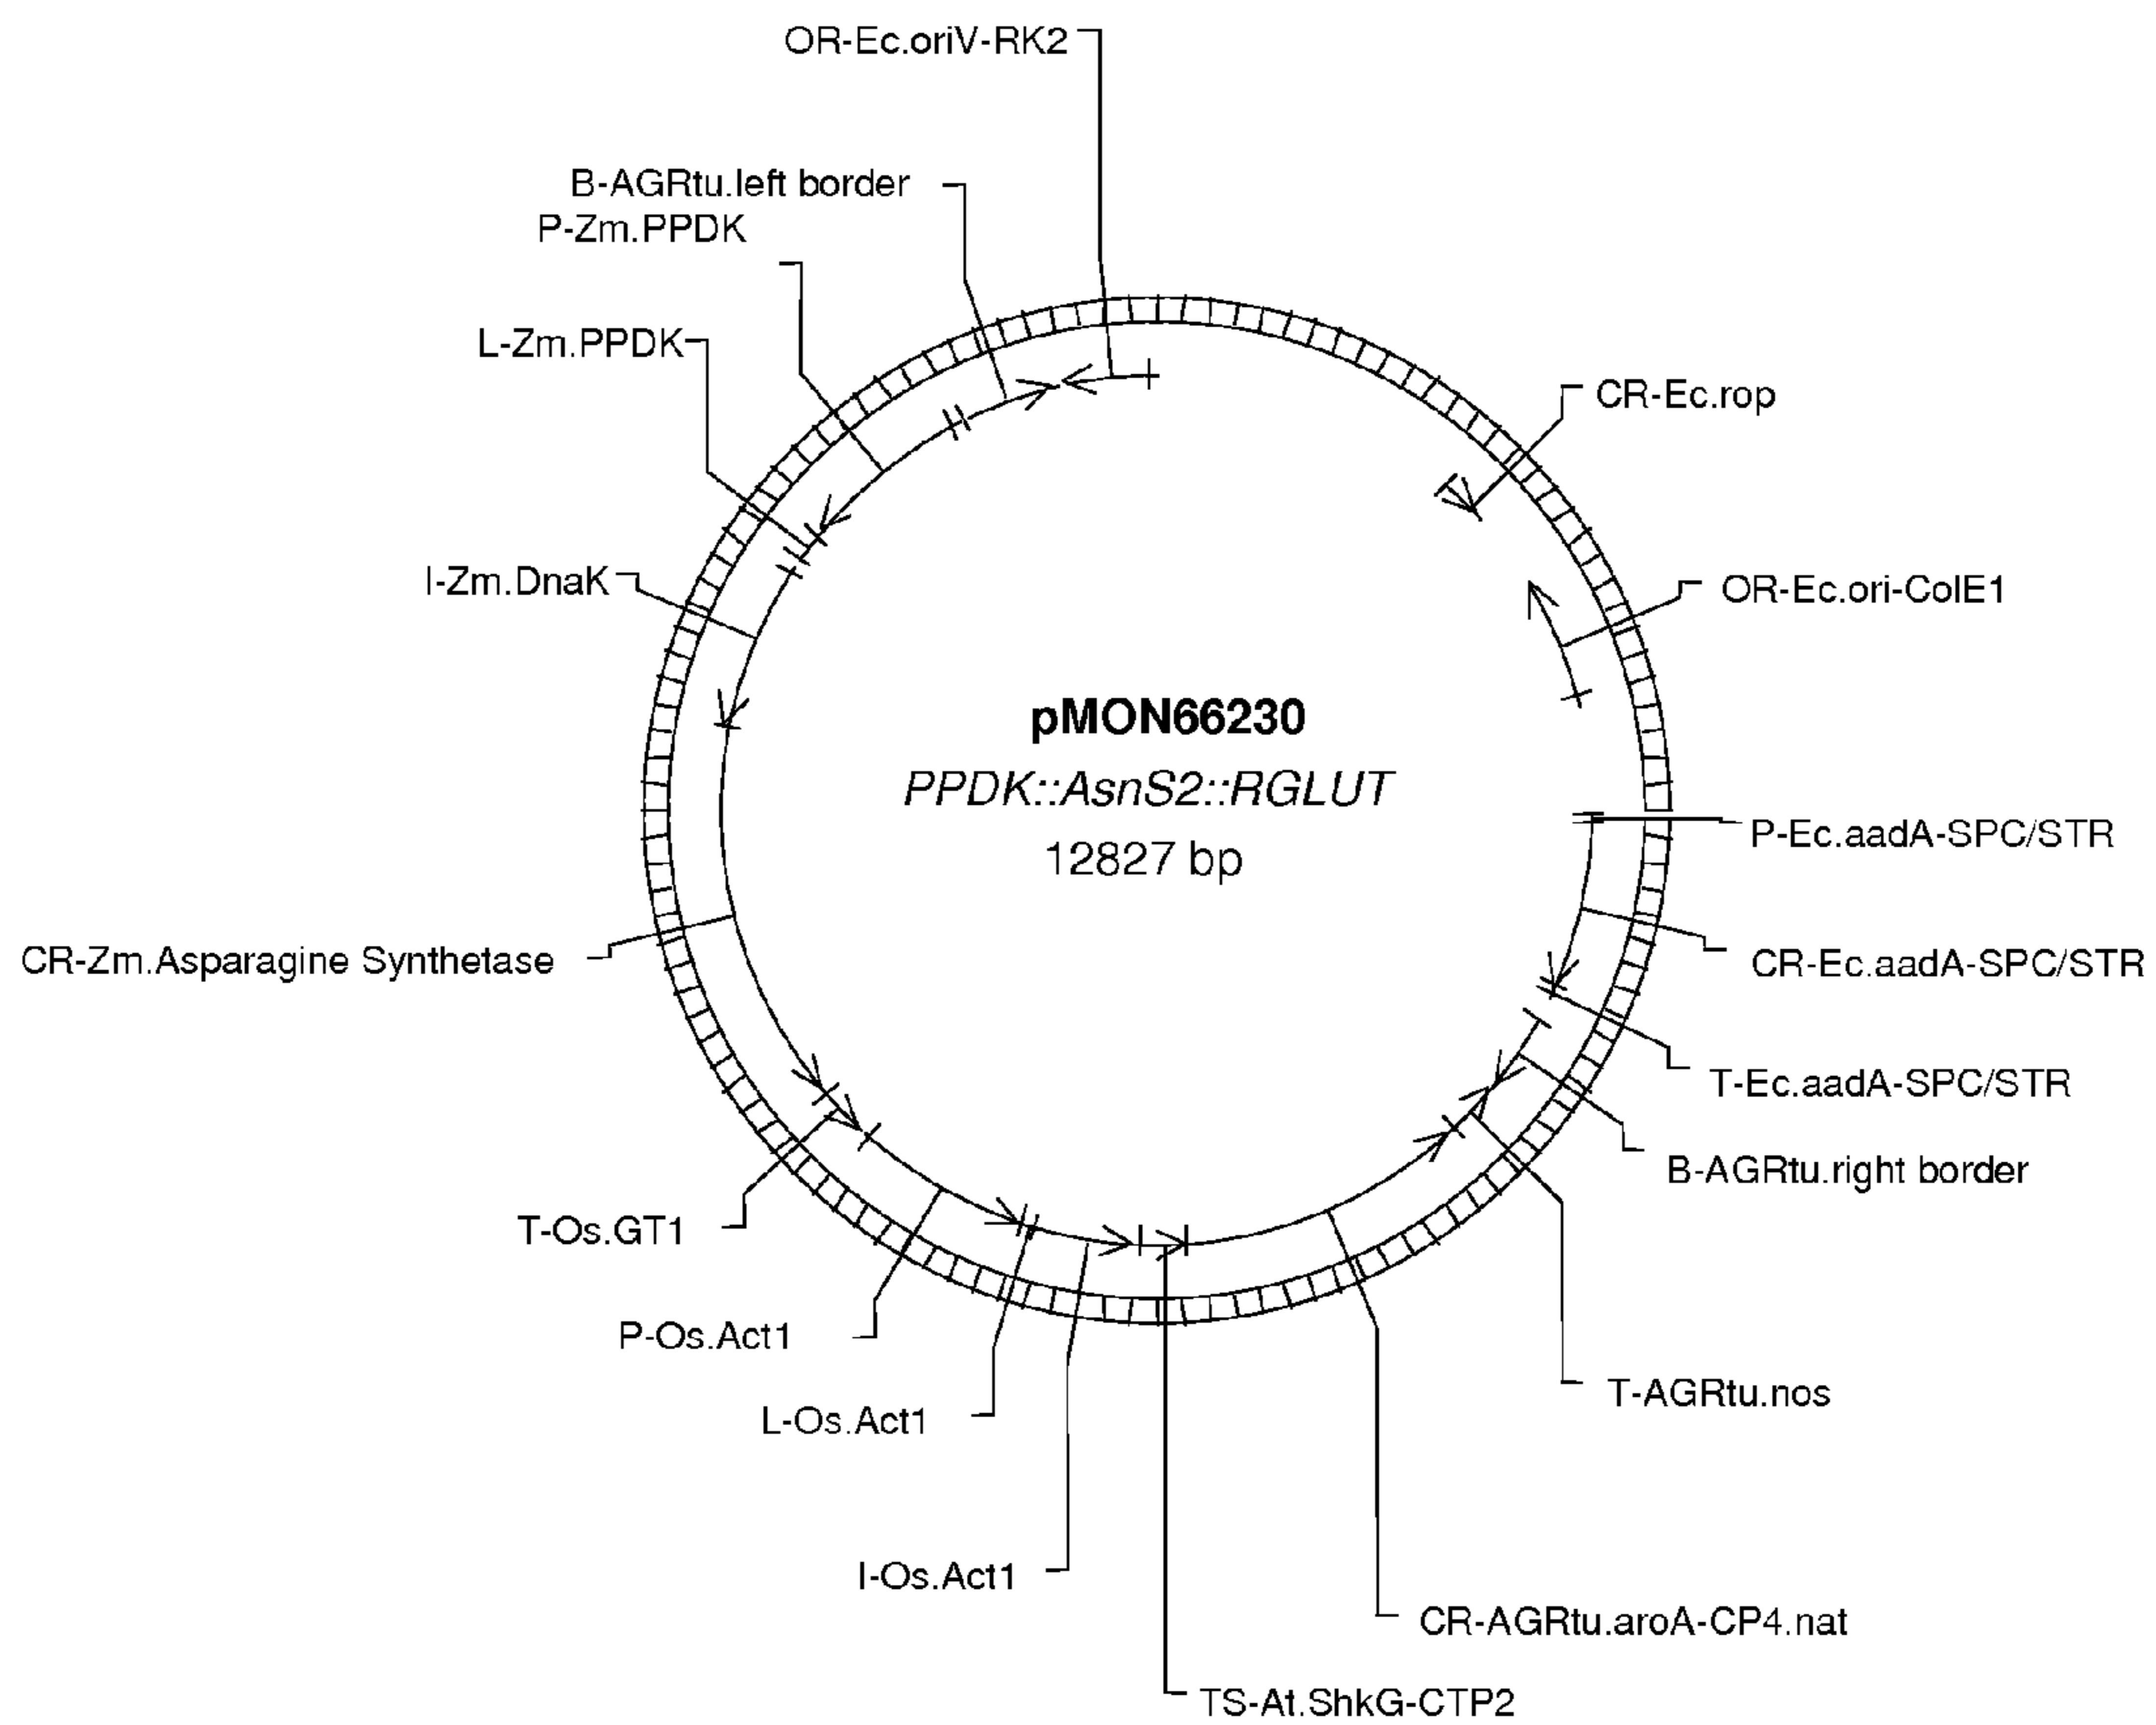 OR-Ec.oriV-RK2
B-AGRtu.left border
P-Zm.PPDK
L-Zm.PPDK
CR-Ec.rop
I-Zm.DnaK
OR-Ec.ori-ColE1
pMON66230
PPDK::AsnS2::RGLUT
12827 bp
P-Ec.aadA-SPC/STR
CR-Zm.Asparagine Synthetase
CR-Ec.aadA-SPC/STR
T-Ec.aadA-SPC/STR
B-AGRtu.right border
T-Os.GT1
P-Os.Act1
T-AGRtu.nos
L-Os.Act1
I-Os.Act1
CR-AGRtu.aroA-CP4.nat
TS-At.ShkG-CTP2